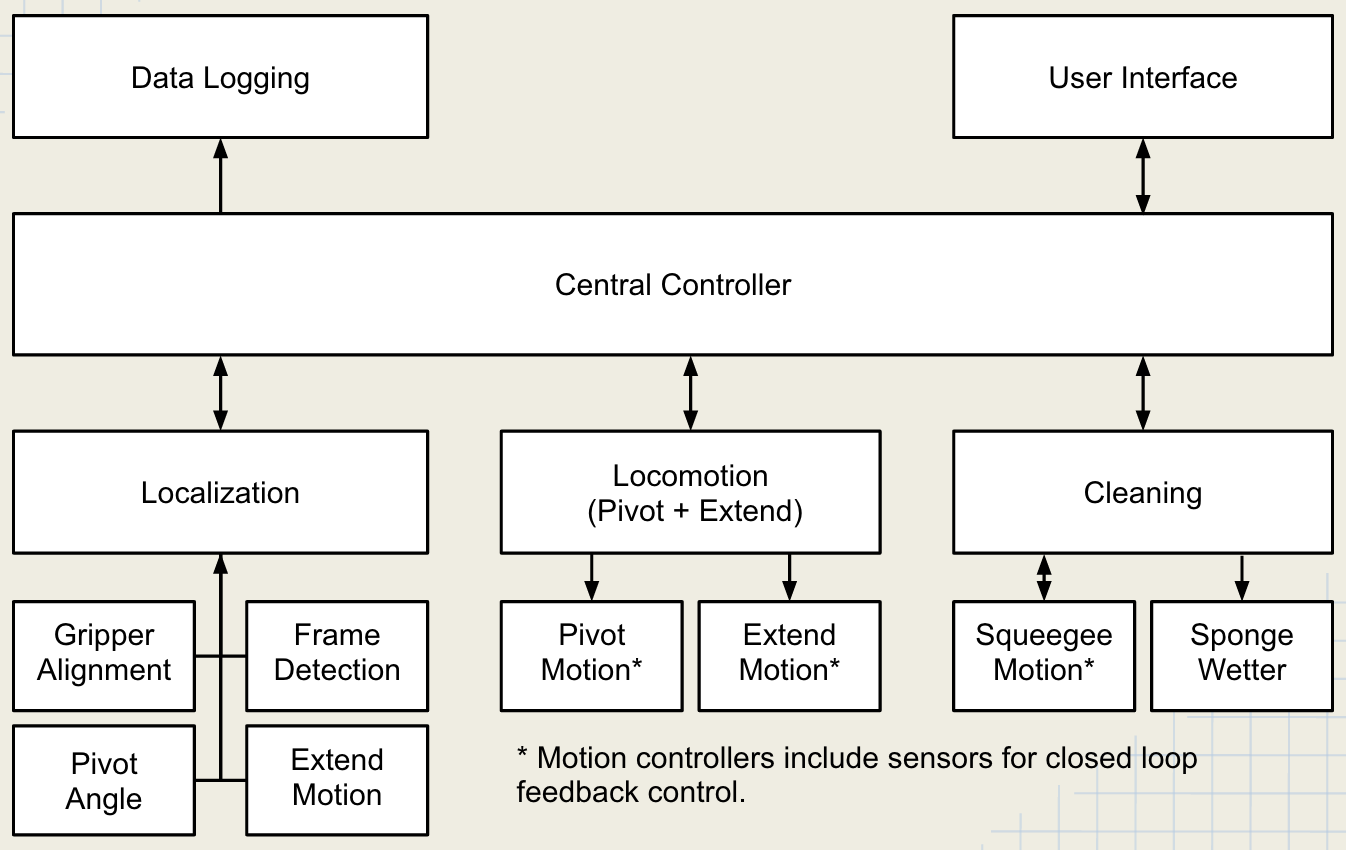 Data Logging
User Interface
Central Controller
Localization
Locomotion
(Pivot + Extend)
Cleaning
Gripper
Alignment
Frame
Detection
Pivot
Angle
Extend
Motion
Pivot
Motion*
Extend
Motion*
Squeegee
Motion*
Sponge
Wetter
* Motion controllers include sensors for closed loop
feedback control.